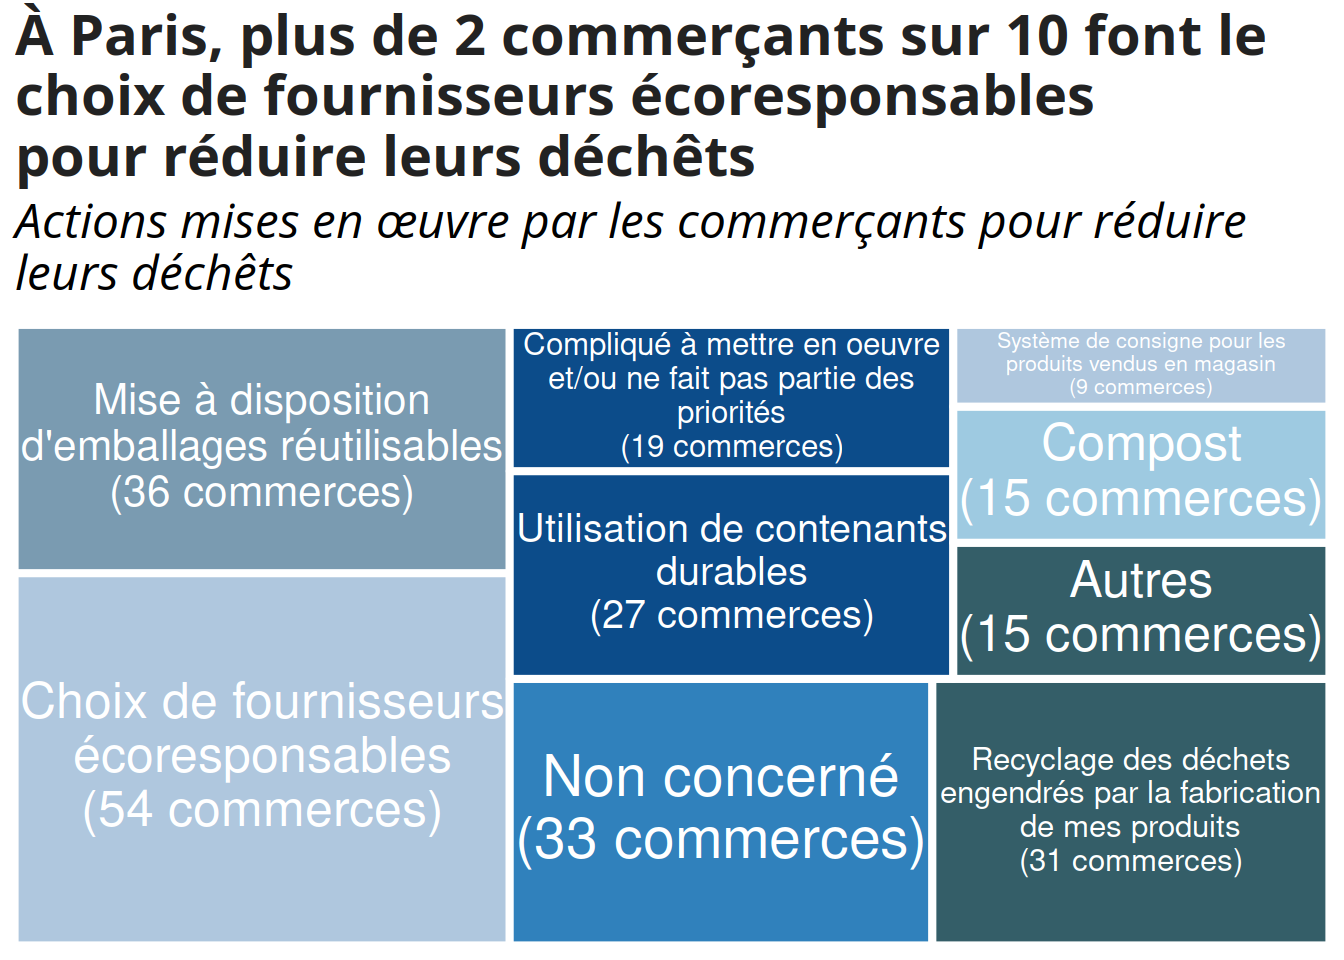 À Paris, plus de 2 commerçants sur 10 font le
choix de fournisseurs écoresponsables
pour réduire leurs déchêts
Actions mises en œuvre par les commerçants pour réduire
leurs déchêts
Mise à disposition
d'emballages réutilisables
(36 commerces)
Choix de fournisseurs
écoresponsables
(54 commerces)
Compliqué à mettre en oeuvre
et/ou ne fait pas partie des
priorités
(19 commerces)
Utilisation de contenants
durables
(27 commerces)
Non concerné
(33 commerces)
Système de consigne pour les
produits vendus en magasin
(9 commerces)
Compost
(15 commerces)
Autres
(15 commerces)
Recyclage des déchets
engendrés par la fabrication
de mes produits
(31 commerces)